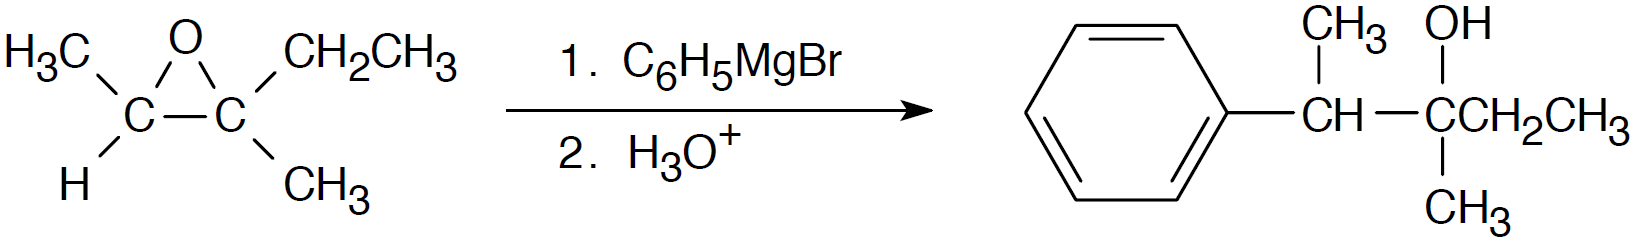 H₃C O CH₂CH₃ 1. C₆H₅MgBr CH₃ OH
C C CH CCH₂CH₃
H CH₃ 2. H₃O⁺ CH₃